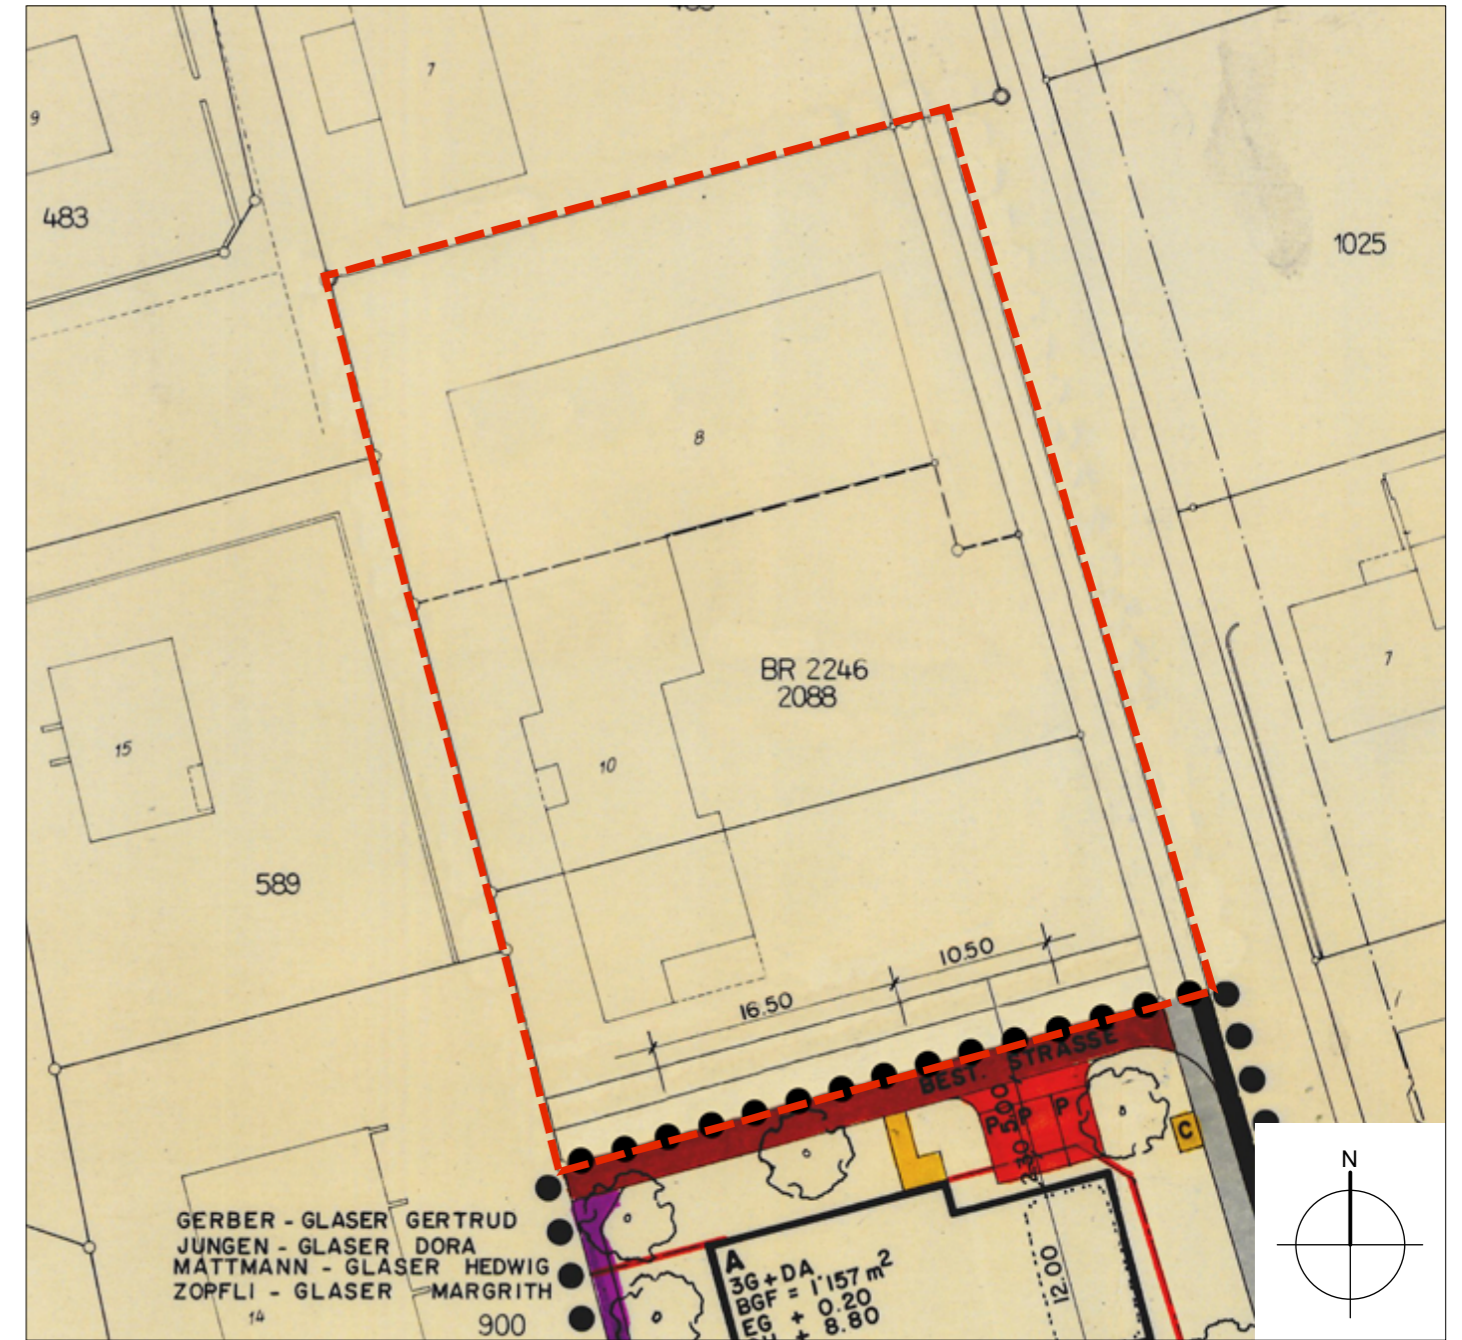 7
9
483
1025
8
BR 2246
2088
7
15
10
589
10.50
16.50
BEST. STRASSE
P P P
5.00
2.30
C
N
GERBER - GLASER GERTRUD
JUNGEN - GLASER DORA
MATTMANN - GLASER HEDWIG
ZOPFLI - GLASER MARGRITH
14
900
A
3G+DA
BGF = 1'157 m²
EG + 0.20
+ 8.80
12.00